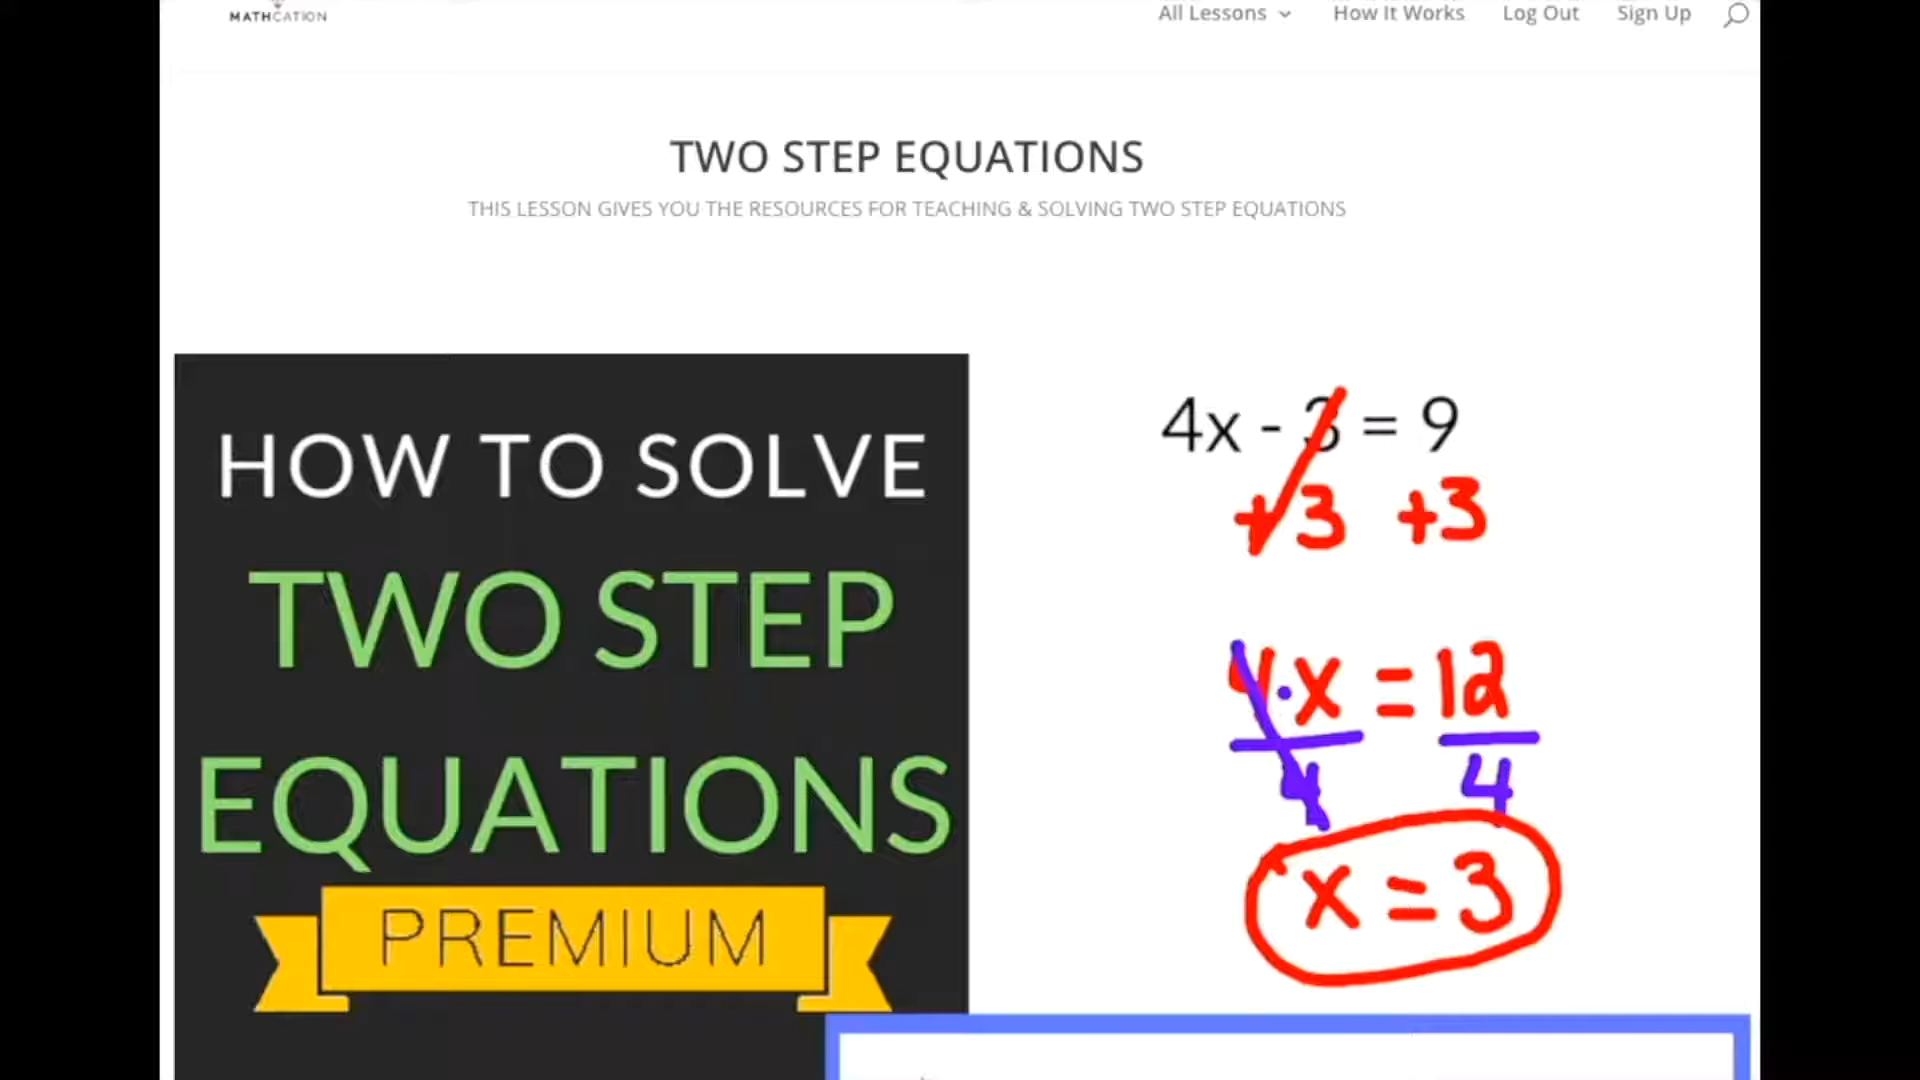 MATHCATION
All Lessons How It Works Log Out Sign Up
TWO STEP EQUATIONS
THIS LESSON GIVES YOU THE RESOURCES FOR TEACHING & SOLVING TWO STEP EQUATIONS
HOW TO SOLVE
TWO STEP
EQUATIONS
PREMIUM
4x - 3 = 9
+3 +3
4·x = 12
4 4
x = 3